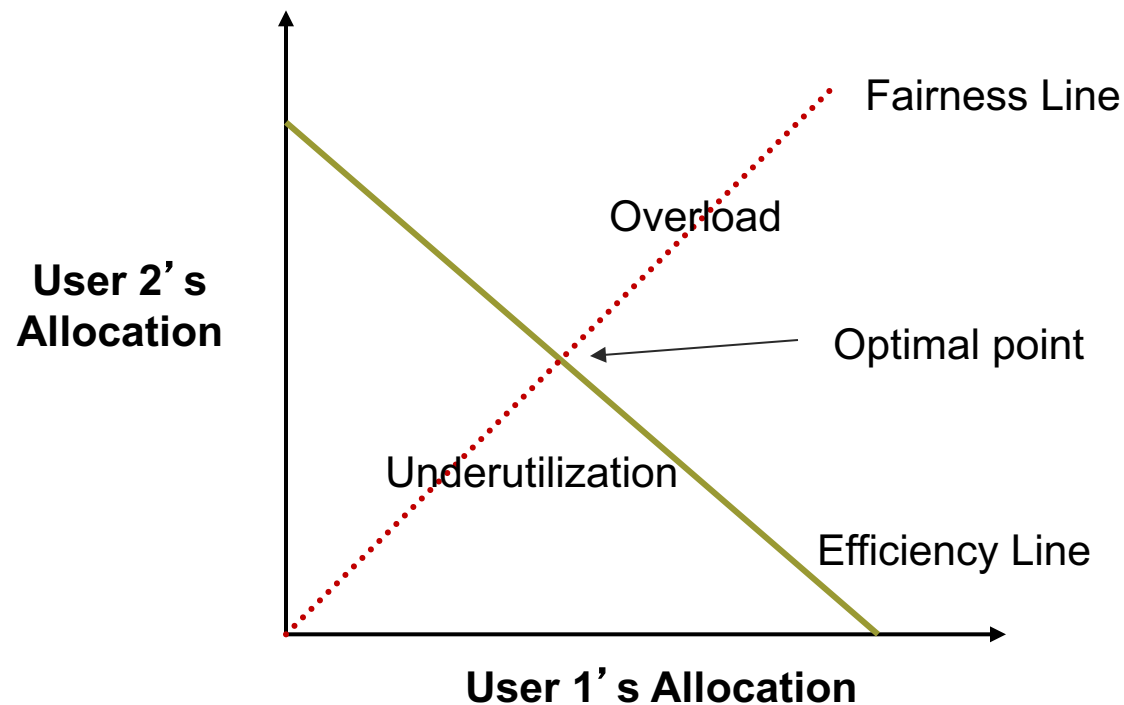 Fairness Line
Overload
User 2’s
Allocation
Optimal point
Underutilization
Efficiency Line
User 1’s Allocation